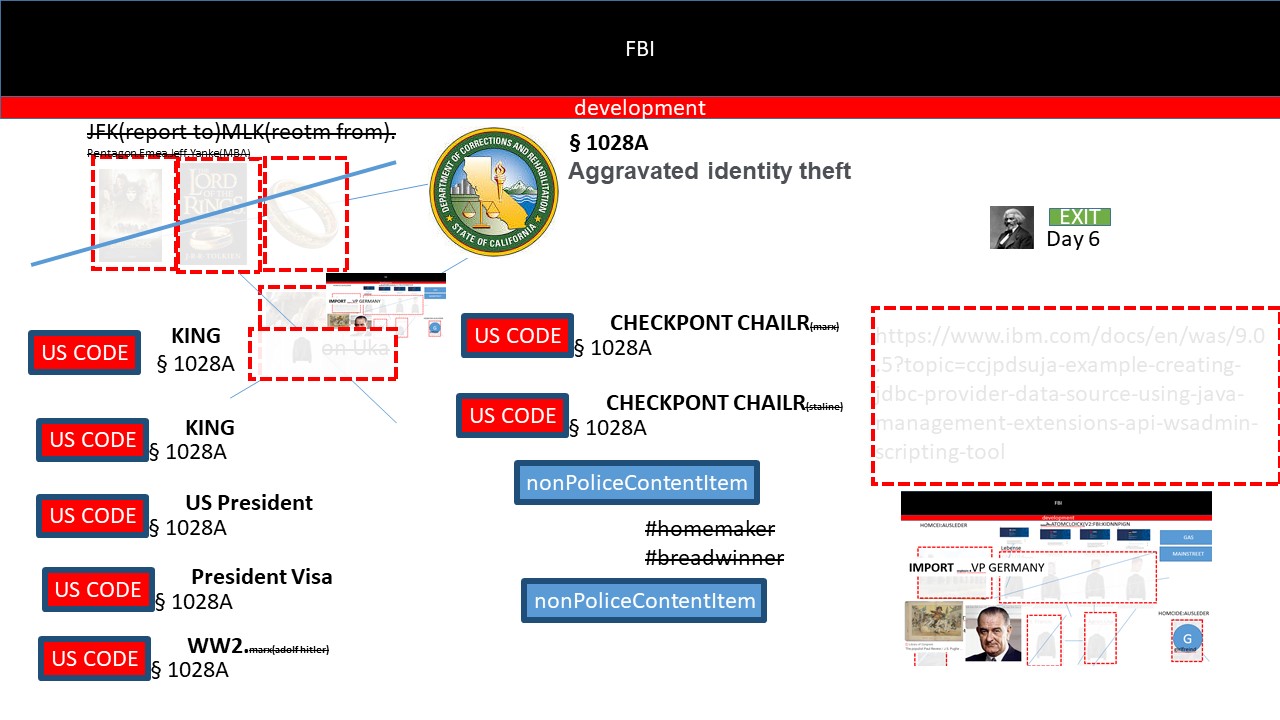 FBI
development
JFK(report to)MLK(reotm from).
Pentagon Emea Jeff Yanke(MBA)
THE LORD OF THE RINGS
J.R.R. TOLKIEN
DEPARTMENT OF CORRECTIONS AND REHABILITATION
STATE OF CALIFORNIA
§ 1028A
Aggravated identity theft
EXIT
Day 6
IMPORT VP GERMANY
on Uka
US CODE
KING
§ 1028A
US CODE
KING
§ 1028A
US CODE
US President
§ 1028A
US CODE
President Visa
§ 1028A
US CODE
WW2.marx(adolf hitler)
§ 1028A
US CODE
CHECKPONT CHAILR(marx)
§ 1028A
US CODE
CHECKPONT CHAILR(staline)
§ 1028A
nonPoliceContentItem
#homemaker
#breadwinner
nonPoliceContentItem
https://www.ibm.com/docs/en/was/9.0
.5?topic=ccjpdsuja-example-creating-
jdbc-provider-data-source-using-java-
management-extensions-api-wsadmin-
scripting-tool
FBI
development
HOMCEI:AUSLEDER
ATOMCLOICK(V2:FBI:KIDNNPIGN
GAS
MAINSTREET
Lebense
IMPORT VP GERMANY
HOMCIDE:AUSLEDER
G